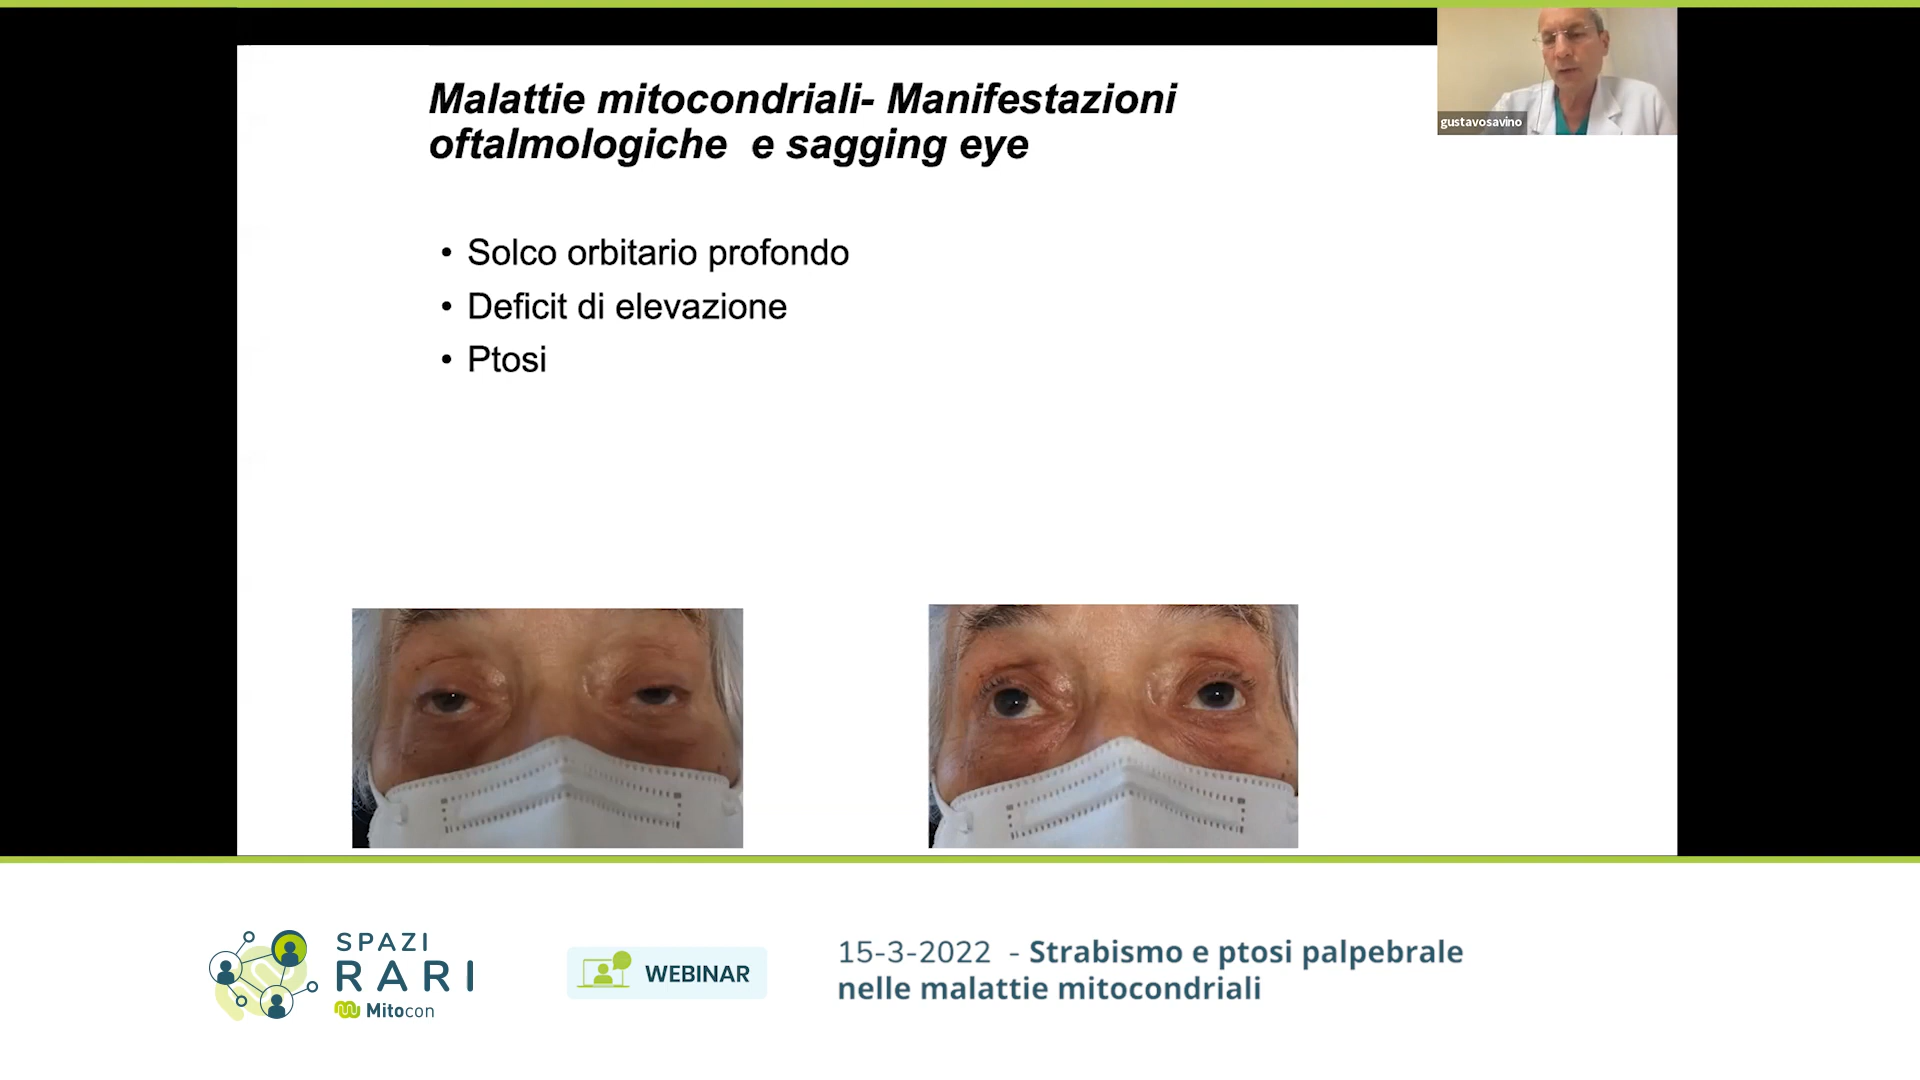 Malattie mitocondriali- Manifestazioni
oftalmologiche e sagging eye
gustavosavino
• Solco orbitario profondo
• Deficit di elevazione
• Ptosi
SPAZI
RARI
Mitocon
WEBINAR
15-3-2022 - Strabismo e ptosi palpebrale
nelle malattie mitocondriali